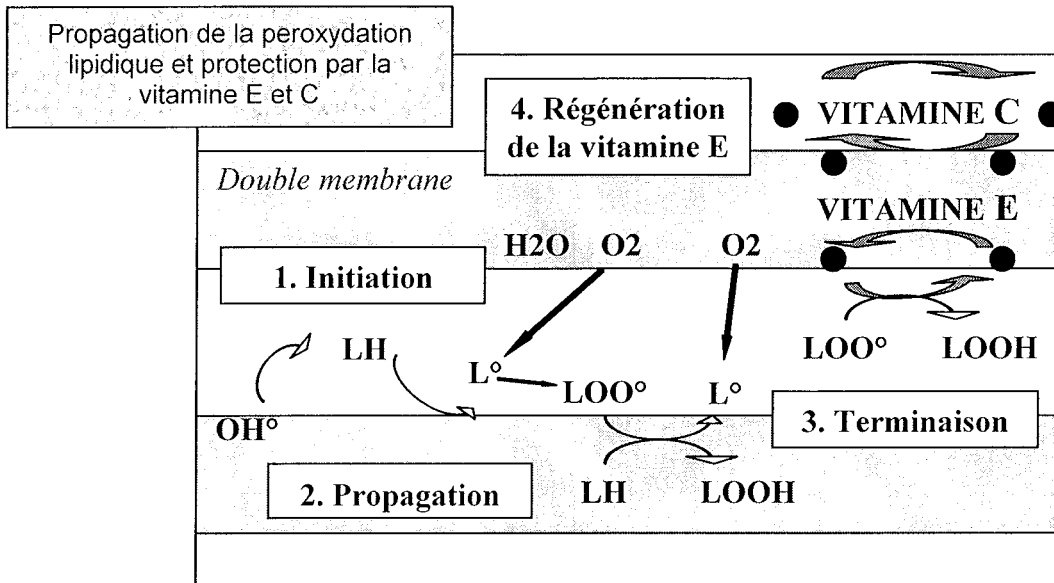 Propagation de la peroxydation
lipidique et protection par la
vitamine E et C
4. Régénération
de la vitamine E
VITAMINE C
Double membrane
VITAMINE E
H2O O2 O2
1. Initiation
LOO° LOOH
LH
L° LOO° L°
OH°
3. Terminaison
2. Propagation
LH LOOH